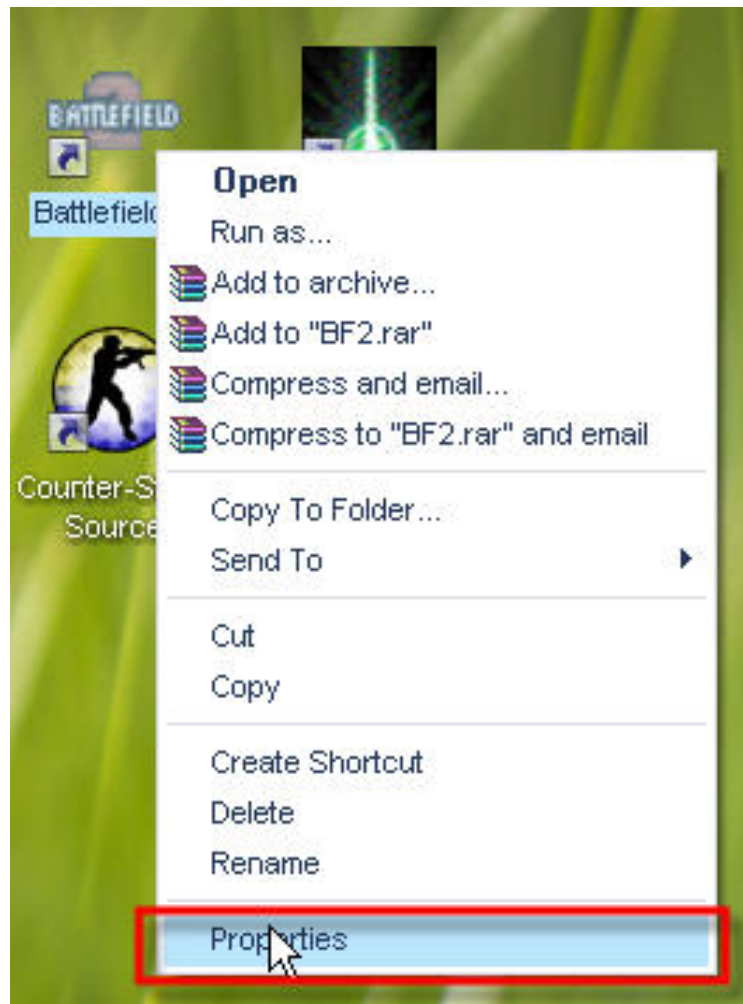 BATTLEFIELD
Battlefield
Open
Run as...
Add to archive...
Add to "BF2.rar"
Compress and email...
Compress to "BF2.rar" and email
Counter-S
Source
Copy To Folder...
Send To
Cut
Copy
Create Shortcut
Delete
Rename
Properties